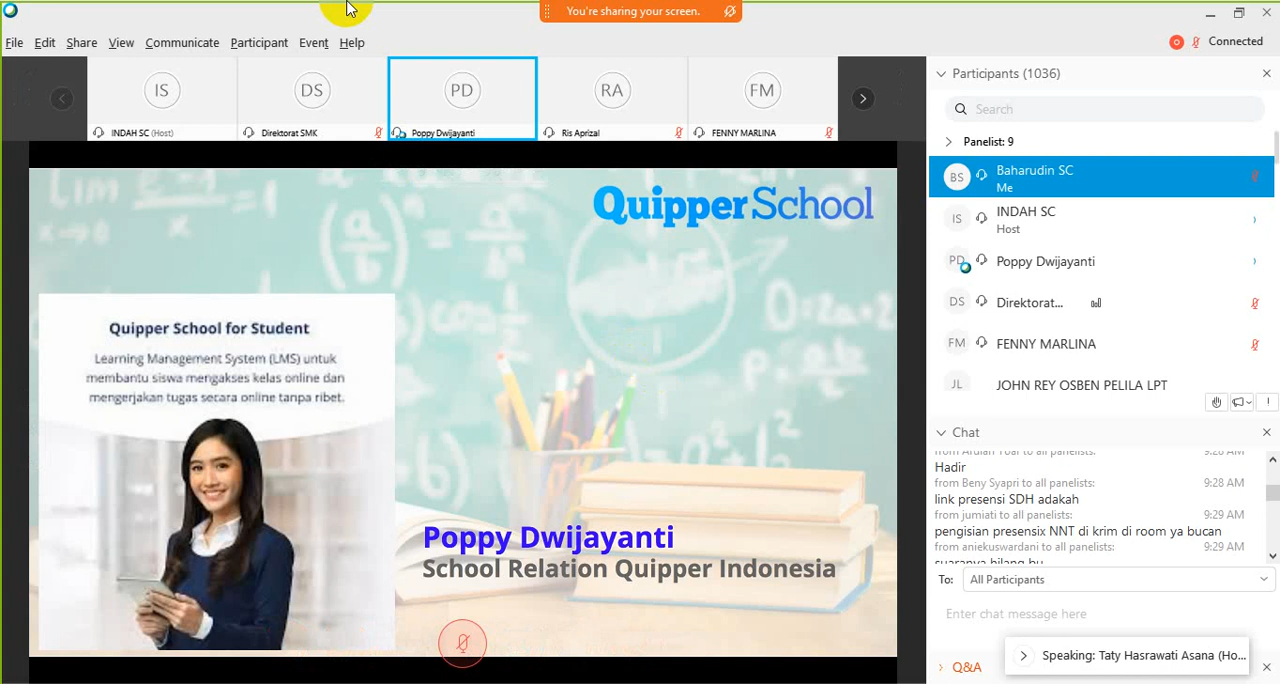 You're sharing your screen.
File Edit Share View Communicate Participant Event Help
Connected
IS
DS
PD
RA
FM
INDAH SC (Host)
Direktorat SMK
Poppy Dwijayanti
Ris Aprizal
FENNY MARLINA
QuipperSchool
Quipper School for Student
Learning Management System (LMS) untuk
membantu siswa mengakses kelas online dan
mengerjakan tugas secara online tanpa ribet.
Poppy Dwijayanti
School Relation Quipper Indonesia
Participants (1036)
Search
Panelist: 9
BS Baharudin SC
Me
IS INDAH SC
Host
PD Poppy Dwijayanti
DS Direktorat...
FM FENNY MARLINA
JL JOHN REY OSBEN PELILA LPT
Chat
Hadir
from Beny Syapri to all panelists: 9:28 AM
link presensi SDH adakah
from jumiati to all panelists: 9:29 AM
pengisian presensix NNT di krim di room ya bucan
from aniekuswardani to all panelists: 9:29 AM
suaranya hilang bu
To: All Participants
Enter chat message here
Speaking: Taty Hasrawati Asana (Ho...
Q&A